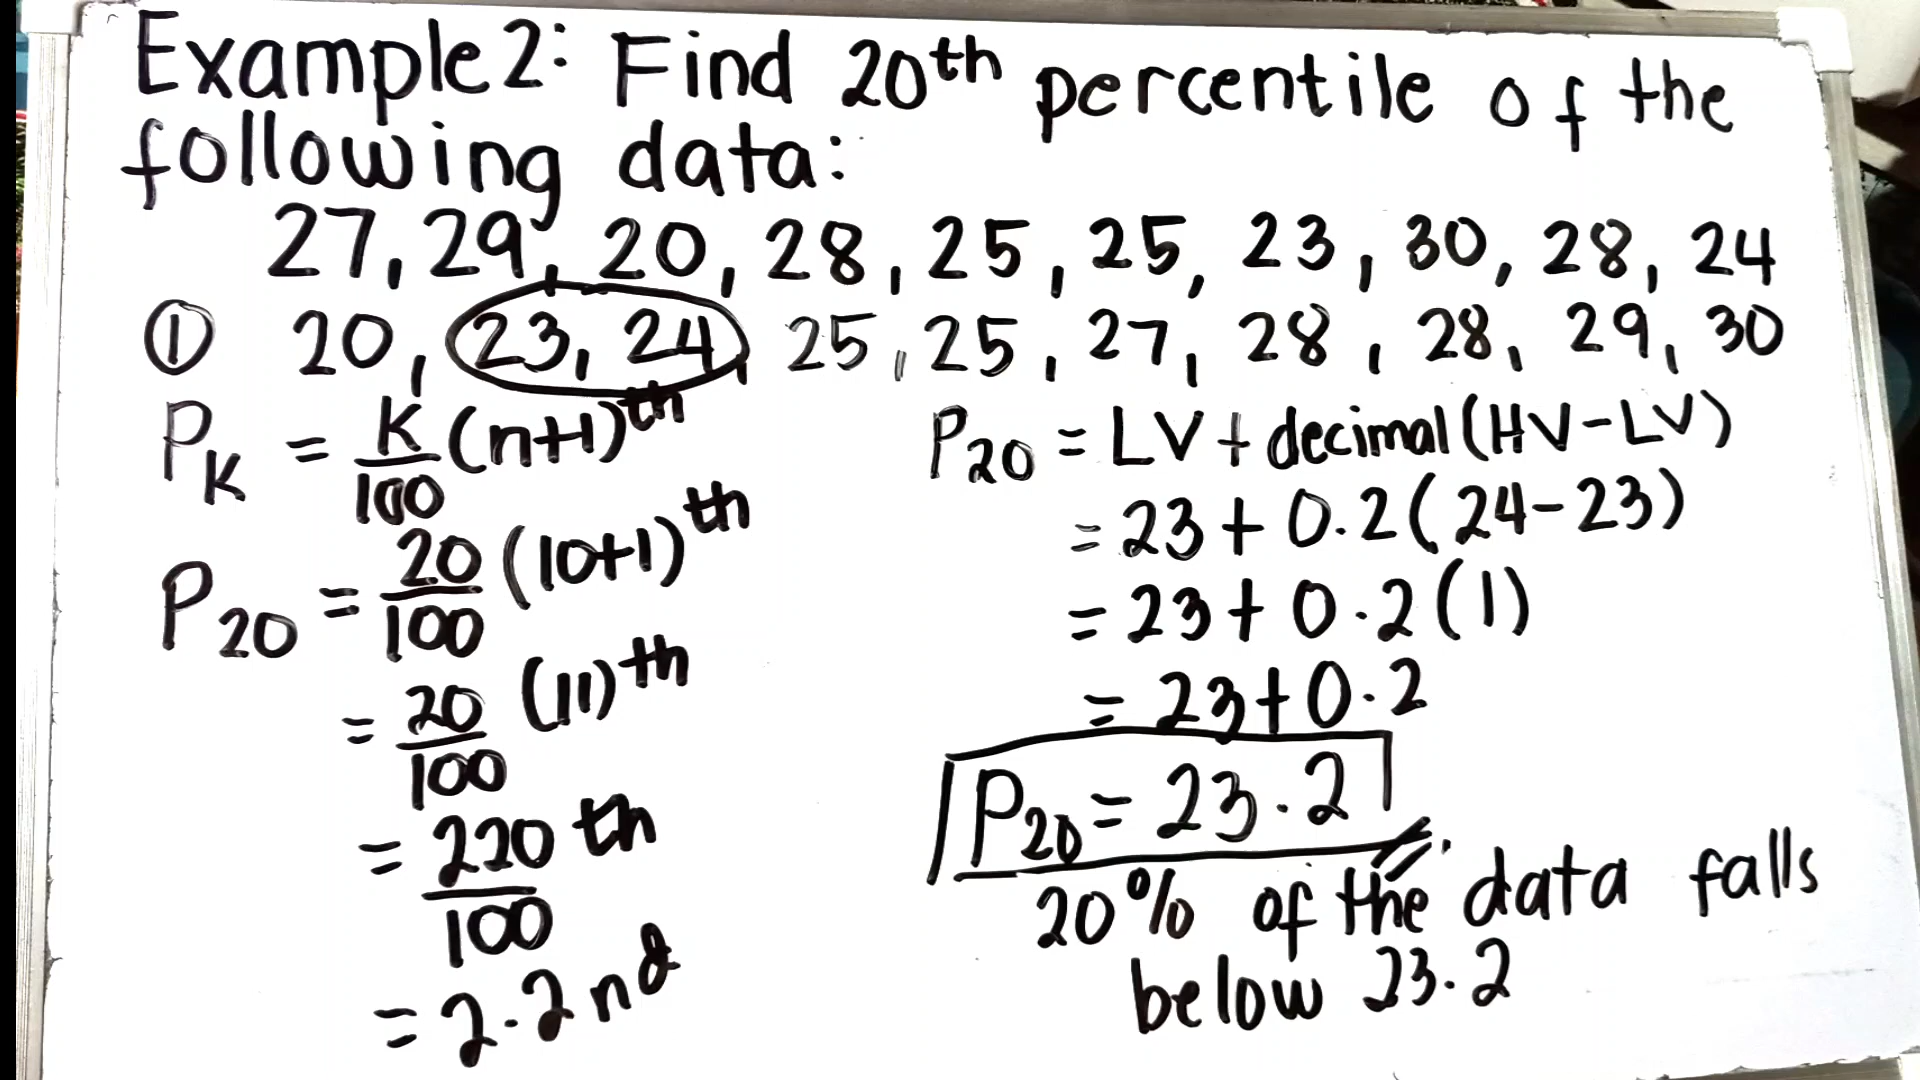 Example 2: Find 20th percentile of the
following data:
27, 29, 20, 28, 25, 25, 23, 30, 28, 24
① 20, 23, 24, 25, 25, 27, 28, 28, 29, 30
PK = K/100 (n+1)th
P20 = 20/100 (10+1)th
= 20/100 (11)th
= 220/100 th
= 2.2nd
P20 = LV + decimal (HV-LV)
= 23 + 0.2 (24-23)
= 23 + 0.2 (1)
= 23 + 0.2
P20 = 23.2
20% of the data falls
below 23.2